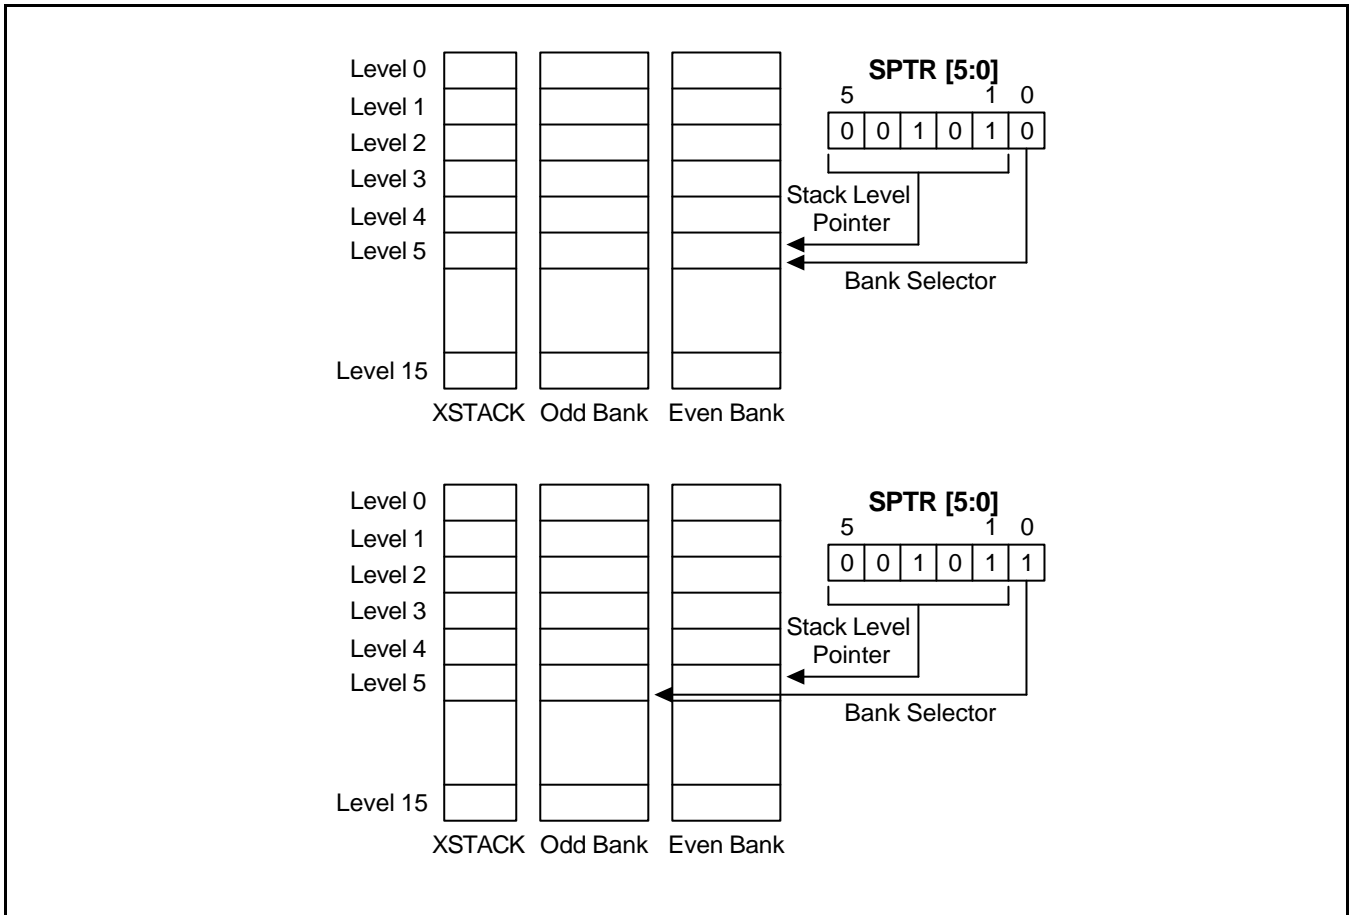 Level 0
Level 1
Level 2
Level 3
Level 4
Level 5
Level 15
XSTACK Odd Bank Even Bank
SPTR [5:0]
5 1 0
0 0 1 0 1 0
Stack Level
Pointer
Bank Selector
Level 0
Level 1
Level 2
Level 3
Level 4
Level 5
Level 15
XSTACK Odd Bank Even Bank
SPTR [5:0]
5 1 0
0 0 1 0 1 1
Stack Level
Pointer
Bank Selector